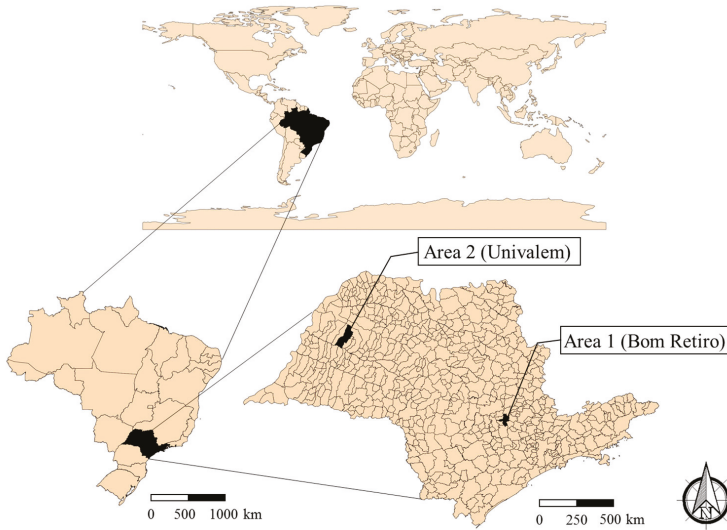 Area 2 (Univalem)
Area 1 (Bom Retiro)
0 500 1000 km
0 250 500 km
N